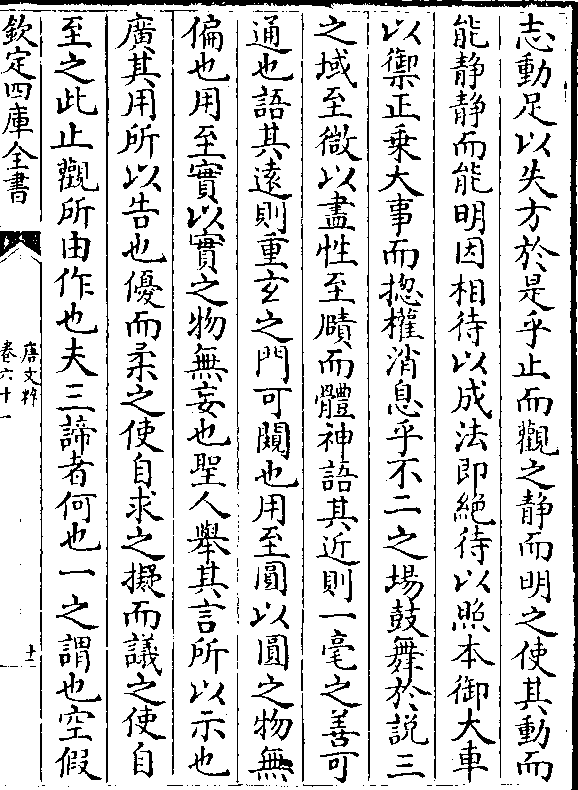 志動足以失方於是乎止而觀之静而明之使其動而
能静静而能明因相待以成法即絶待以照本御大車
以禦正乗大事而揔權消息乎不二之場鼓舞於説三
之域至微以盡性至賾而體神語其近則一毫之善可
通也語其遠則重玄之門可闚也用至圓以圓之物無
偏也用至實以實之物無妄也聖人舉其言所以示也
廣其用所以告也優而柔之使自求之擬而議之使自
至之此止觀所由作也夫三諦者何也一之謂也空假
欽定四庫全書
唐文粹
卷六十一
十